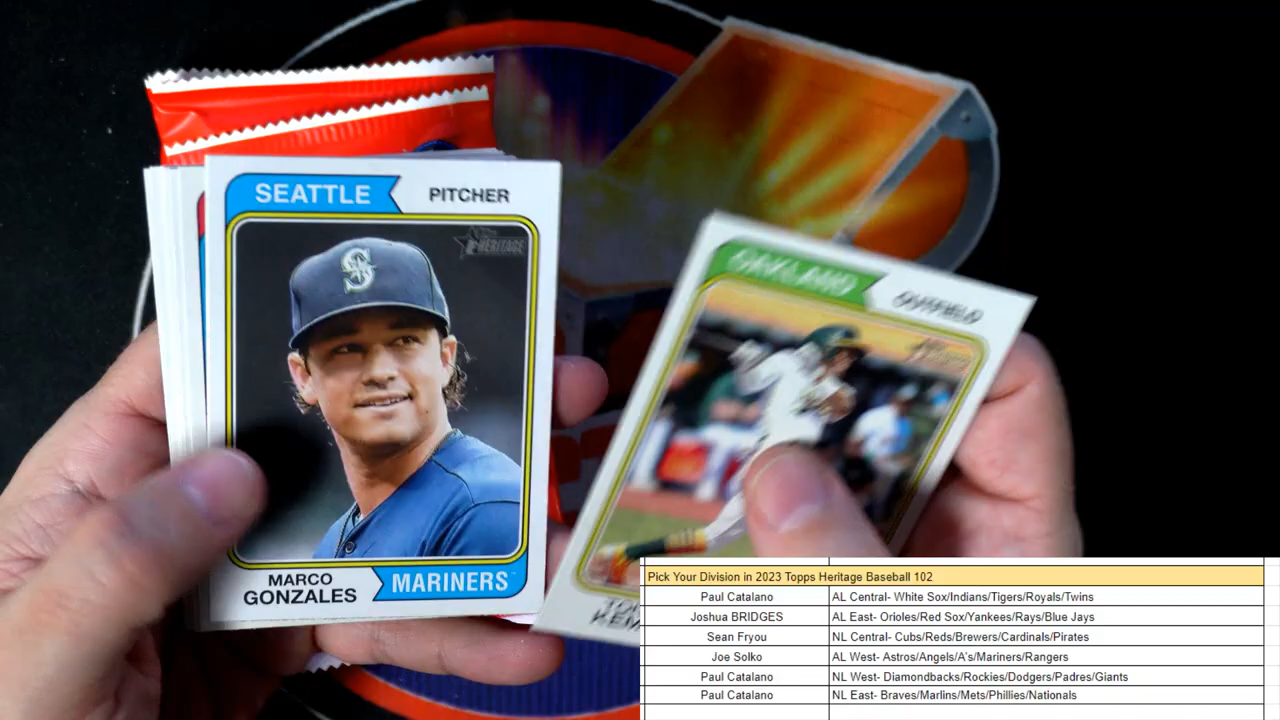 SEATTLE PITCHER
S
HERITAGE
MARCO
GONZALES
MARINERS
OAKLAND OUTFIELD
Pick Your Division in 2023 Topps Heritage Baseball 102
Paul Catalano AL Central- White Sox/Indians/Tigers/Royals/Twins
Joshua BRIDGES AL East- Orioles/Red Sox/Yankees/Rays/Blue Jays
Sean Fryou NL Central- Cubs/Reds/Brewers/Cardinals/Pirates
Joe Solko AL West- Astros/Angels/A's/Mariners/Rangers
Paul Catalano NL West- Diamondbacks/Rockies/Dodgers/Padres/Giants
Paul Catalano NL East- Braves/Marlins/Mets/Phillies/Nationals